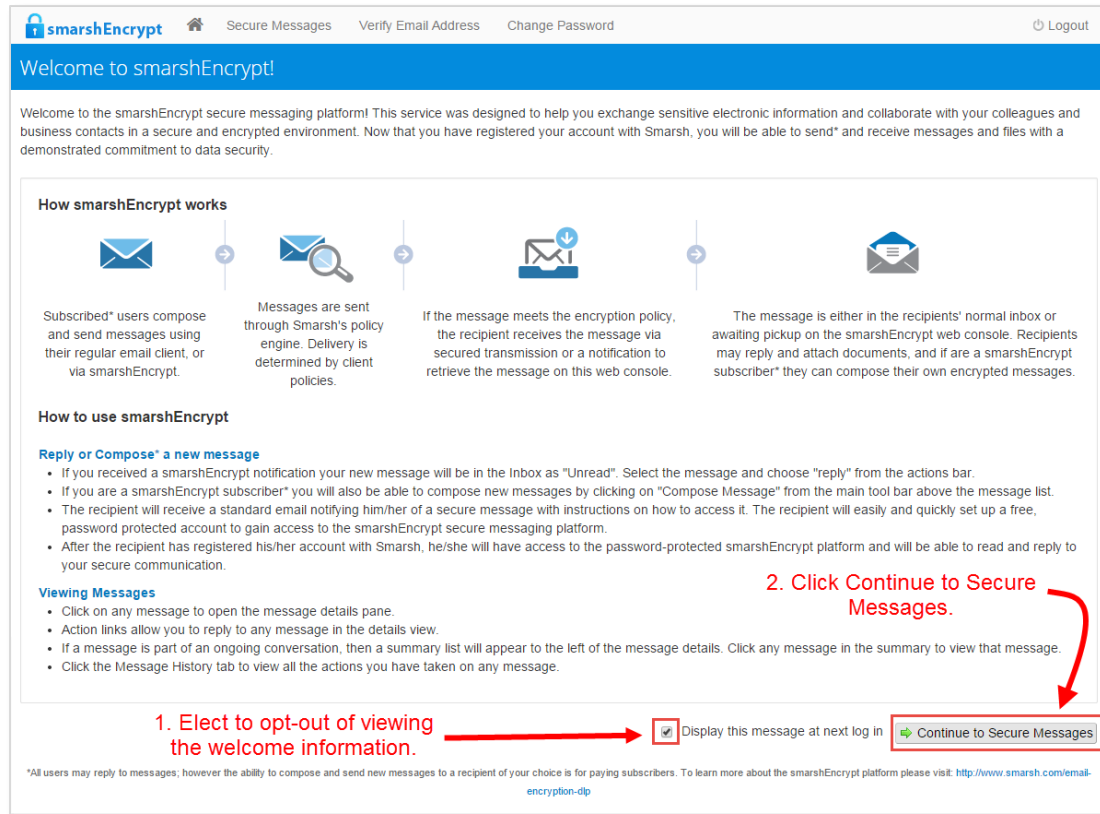 smarshEncrypt Secure Messages Verify Email Address Change Password Logout
Welcome to smarshEncrypt!
Welcome to the smarshEncrypt secure messaging platform! This service was designed to help you exchange sensitive electronic information and collaborate with your colleagues and
business contacts in a secure and encrypted environment. Now that you have registered your account with Smarsh, you will be able to send* and receive messages and files with a
demonstrated commitment to data security.
How smarshEncrypt works
Subscribed* users compose
and send messages using
their regular email client, or
via smarshEncrypt.
Messages are sent
through Smarsh's policy
engine. Delivery is
determined by client
policies.
If the message meets the encryption policy,
the recipient receives the message via
secured transmission or a notification to
retrieve the message on this web console.
The message is either in the recipients' normal inbox or
awaiting pickup on the smarshEncrypt web console. Recipients
may reply and attach documents, and if are a smarshEncrypt
subscriber* they can compose their own encrypted messages.
How to use smarshEncrypt
Reply or Compose* a new message
• If you received a smarshEncrypt notification your new message will be in the Inbox as "Unread". Select the message and choose "reply" from the actions bar.
• If you are a smarshEncrypt subscriber* you will also be able to compose new messages by clicking on "Compose Message" from the main tool bar above the message list.
• The recipient will receive a standard email notifying him/her of a secure message with instructions on how to access it. The recipient will easily and quickly set up a free,
password protected account to gain access to the smarshEncrypt secure messaging platform.
• After the recipient has registered his/her account with Smarsh, he/she will have access to the password-protected smarshEncrypt platform and will be able to read and reply to
your secure communication.
Viewing Messages
• Click on any message to open the message details pane.
• Action links allow you to reply to any message in the details view.
• If a message is part of an ongoing conversation, then a summary list will appear to the left of the message details. Click any message in the summary to view that message.
• Click the Message History tab to view all the actions you have taken on any message.
2. Click Continue to Secure
Messages.
1. Elect to opt-out of viewing
the welcome information.
Display this message at next log in Continue to Secure Messages
*All users may reply to messages; however the ability to compose and send new messages to a recipient of your choice is for paying subscribers. To learn more about the smarshEncrypt platform please visit: http://www.smarsh.com/email-
encryption-dlp